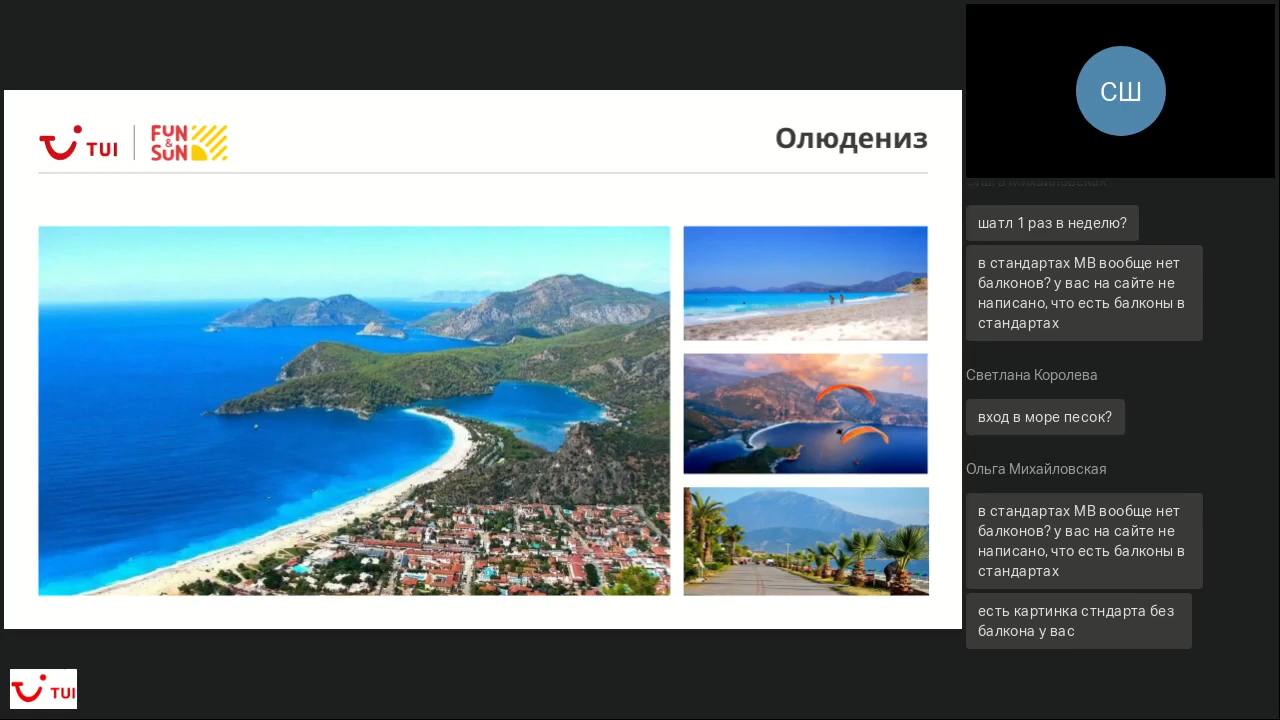 TUI
FUN
&
SUN
Олюдениз
СШ
шатл 1 раз в неделю?
в стандартах МВ вообще нет
балконов? у вас на сайте не
написано, что есть балконы в
стандартах
Светлана Королева
вход в море песок?
Ольга Михайловская
в стандартах МВ вообще нет
балконов? у вас на сайте не
написано, что есть балконы в
стандартах
есть картинка стндарта без
балкона у вас
TUI